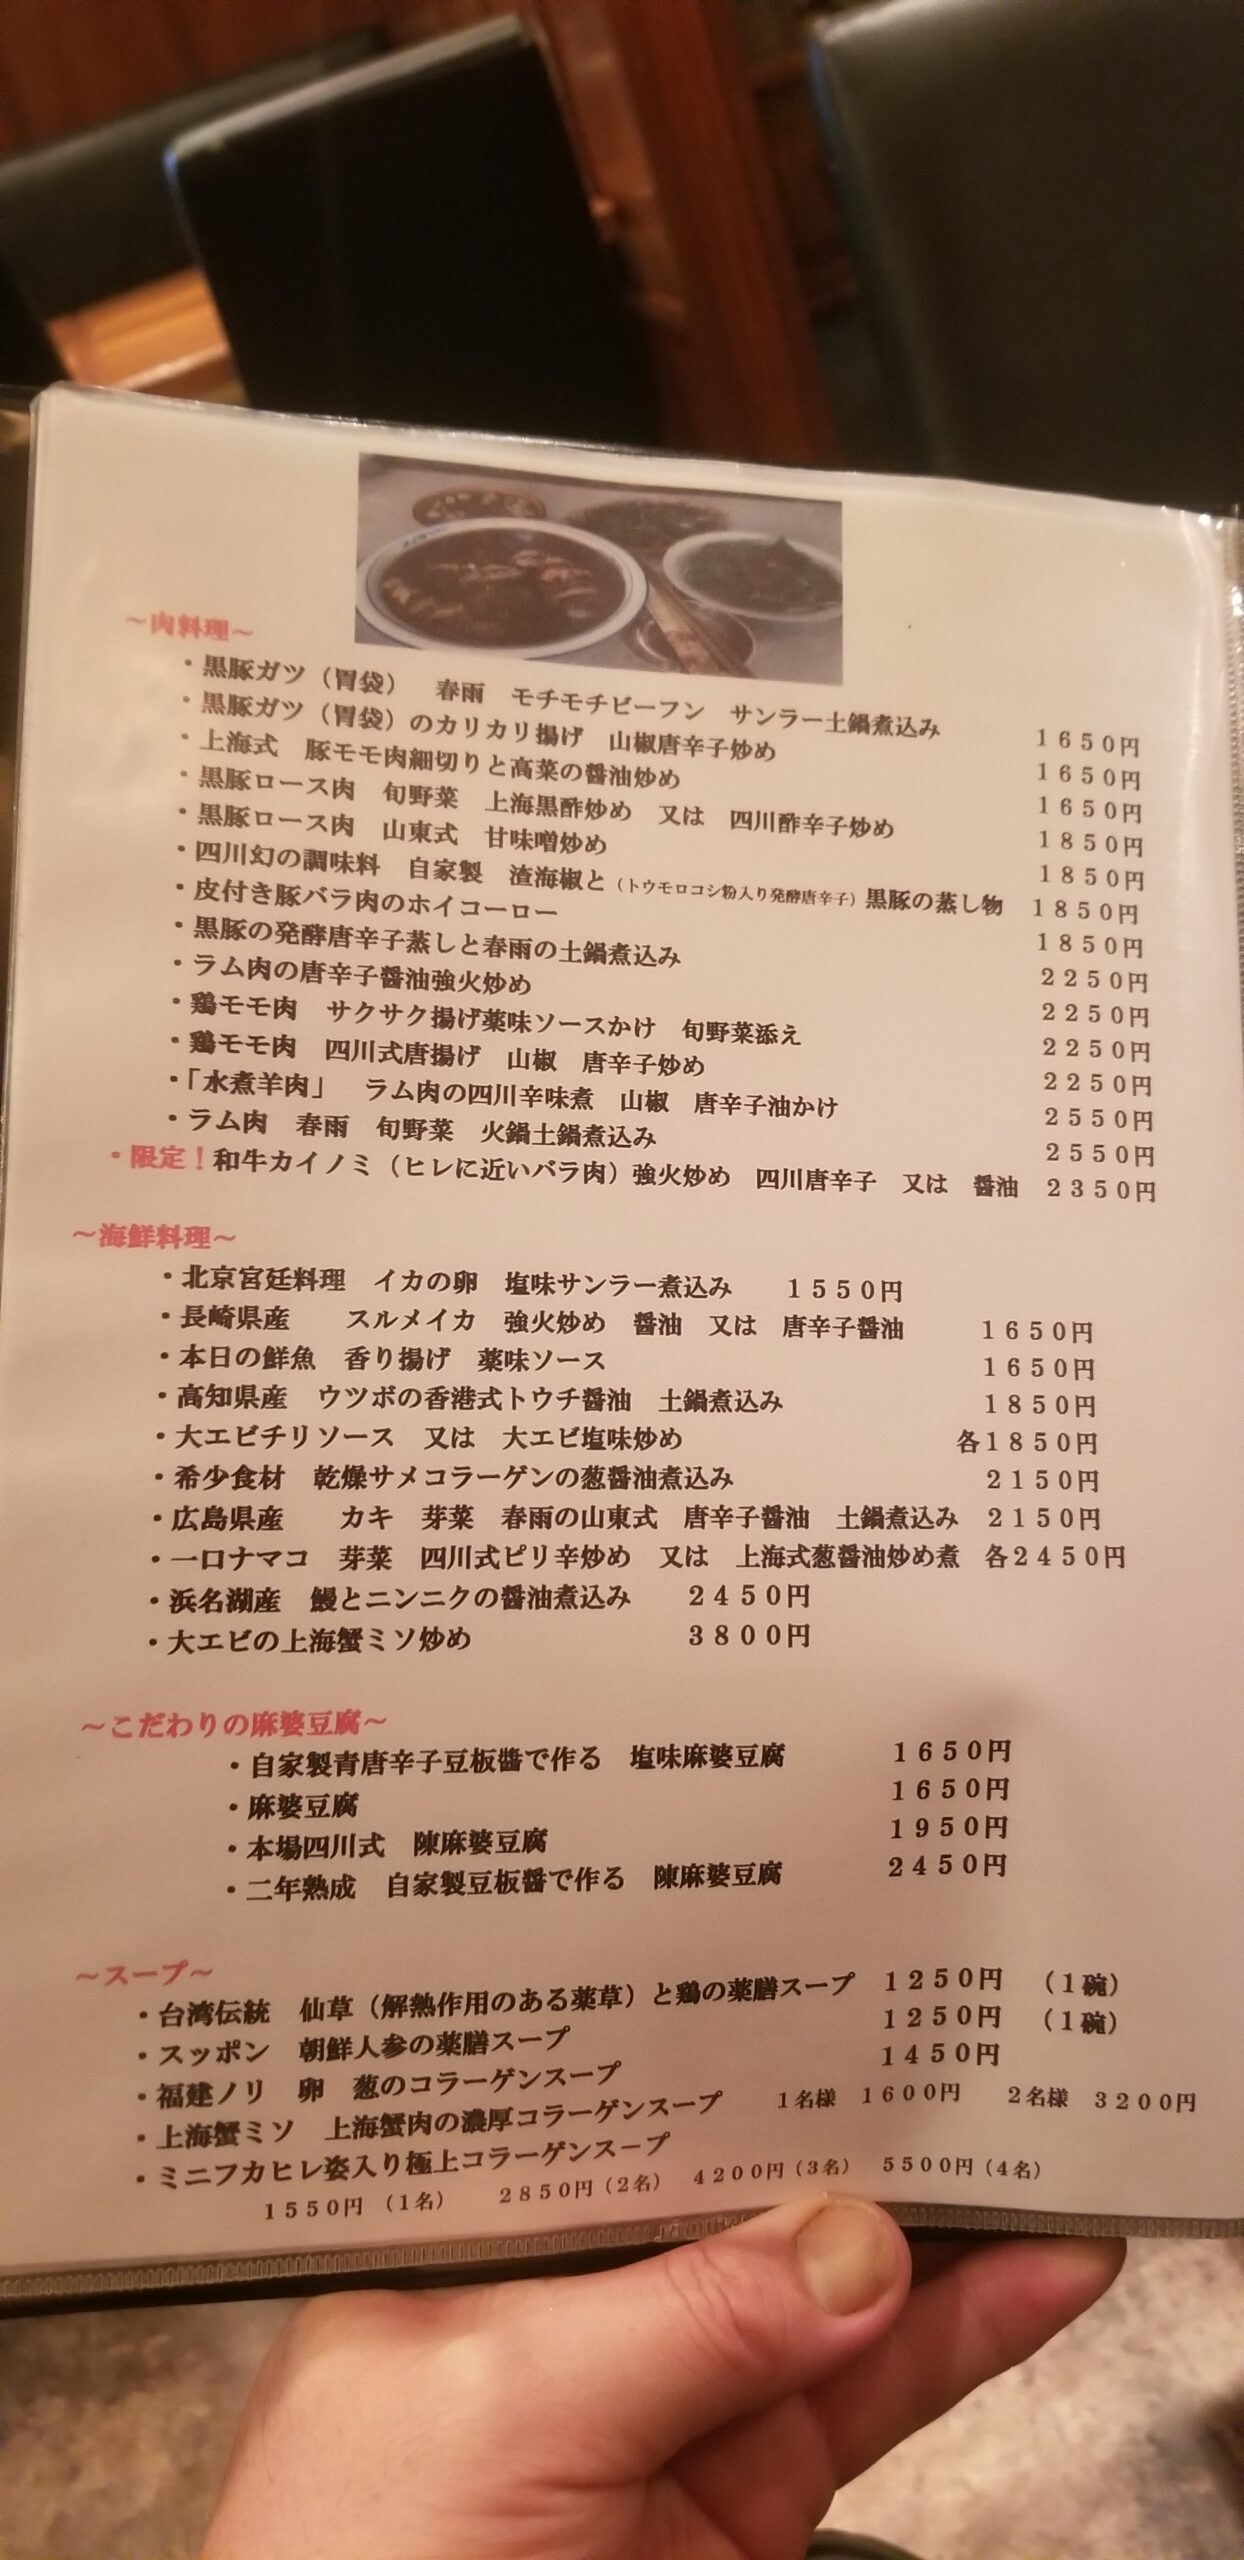 ～肉料理～
・黒豚ガツ（胃袋）　春雨　モチモチビーフン　サンラー土鍋煮込み　1650円
・黒豚ガツ（胃袋）のカリカリ揚げ　山椒唐辛子炒め　1650円
・上海式　豚モモ肉細切りと高菜の醤油炒め　1650円
・黒豚ロース肉　旬野菜　上海黒酢炒め　又は　四川酢辛子炒め　1850円
・黒豚ロース肉　山東式　甘味噌炒め　1850円
・四川幻の調味料　自家製　渣海椒と（トウモロコシ粉入り発酵唐辛子）黒豚の蒸し物　1850円
・皮付き豚バラ肉のホイコーロー　1850円
・黒豚の発酵唐辛子蒸しと春雨の土鍋煮込み　2250円
・ラム肉の唐辛子醤油強火炒め　2250円
・鶏モモ肉　サクサク揚げ薬味ソースかけ　旬野菜添え　2250円
・鶏モモ肉　四川式唐揚げ　山椒　唐辛子炒め　2250円
・「水煮羊肉」　ラム肉の四川辛味煮　山椒　唐辛子油かけ　2550円
・ラム肉　春雨　旬野菜　火鍋土鍋煮込み　2550円
・限定！和牛カイノミ（ヒレに近いバラ肉）強火炒め　四川唐辛子　又は　醤油　2350円
～海鮮料理～
・北京宮廷料理　イカの卵　塩味サンラー煮込み　1550円
・長崎県産　スルメイカ　強火炒め　醤油　又は　唐辛子醤油　1650円
・本日の鮮魚　香り揚げ　薬味ソース　1650円
・高知県産　ウツボの香港式トウチ醤油　土鍋煮込み　1850円
・大エビチリソース　又は　大エビ塩味炒め　各1850円
・希少食材　乾燥サメコラーゲンの葱醤油煮込み　2150円
・広島県産　カキ　芽菜　春雨の山東式　唐辛子醤油　土鍋煮込み　2150円
・一口ナマコ　芽菜　四川式ピリ辛炒め　又は　上海式葱醤油炒め煮　各2450円
・浜名湖産　鰻とニンニクの醤油煮込み　2450円
・大エビの上海蟹ミソ炒め　3800円
～こだわりの麻婆豆腐～
・自家製青唐辛子豆板醬で作る　塩味麻婆豆腐　1650円
・麻婆豆腐　1650円
・本場四川式　陳麻婆豆腐　1950円
・二年熟成　自家製豆板醬で作る　陳麻婆豆腐　2450円
～スープ～
・台湾伝統　仙草（解熱作用のある薬草）と鶏の薬膳スープ　1250円　（1碗）
・スッポン　朝鮮人参の薬膳スープ　1250円　（1碗）
・福建ノリ　卵　葱のコラーゲンスープ　1450円
・上海蟹ミソ　上海蟹肉の濃厚コラーゲンスープ　1名様　1600円　2名様　3200円
・ミニフカヒレ姿入り極上コラーゲンスープ
1550円（1名）　2850円（2名）　4200円（3名）　5500円（4名）